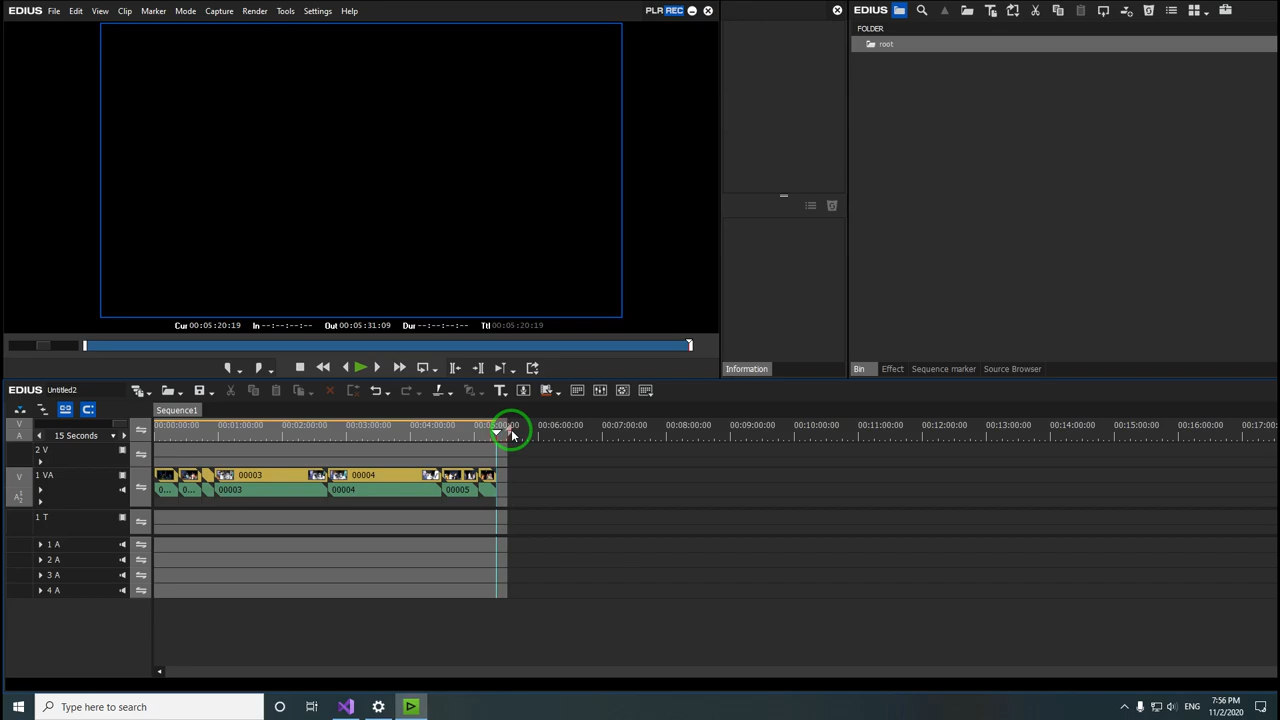 EDIUS File Edit View Clip Marker Mode Capture Render Tools Settings Help PLR REC
EDIUS
FOLDER
root
Cur 00:05:20:19 In --:--:--:-- Out 00:05:31:09 Dur --:--:--:-- Ttl 00:05:20:19
Information
Bin Effect Sequence marker Source Browser
EDIUS Untitled2
Sequence1
V
A
15 Seconds
00:00:00:00 00:01:00:00 00:02:00:00 00:03:00:00 00:04:00:00 00:05:00:00 00:06:00:00 00:07:00:00 00:08:00:00 00:09:00:00 00:10:00:00 00:11:00:00 00:12:00:00 00:13:00:00 00:14:00:00 00:15:00:00 00:16:00:00 00:17:0
2 V
V 1 VA 00003 00004
A 0... 0... 00003 00004 00005
1 T
1 A
2 A
3 A
4 A
Type here to search
ENG
7:56 PM
11/2/2020